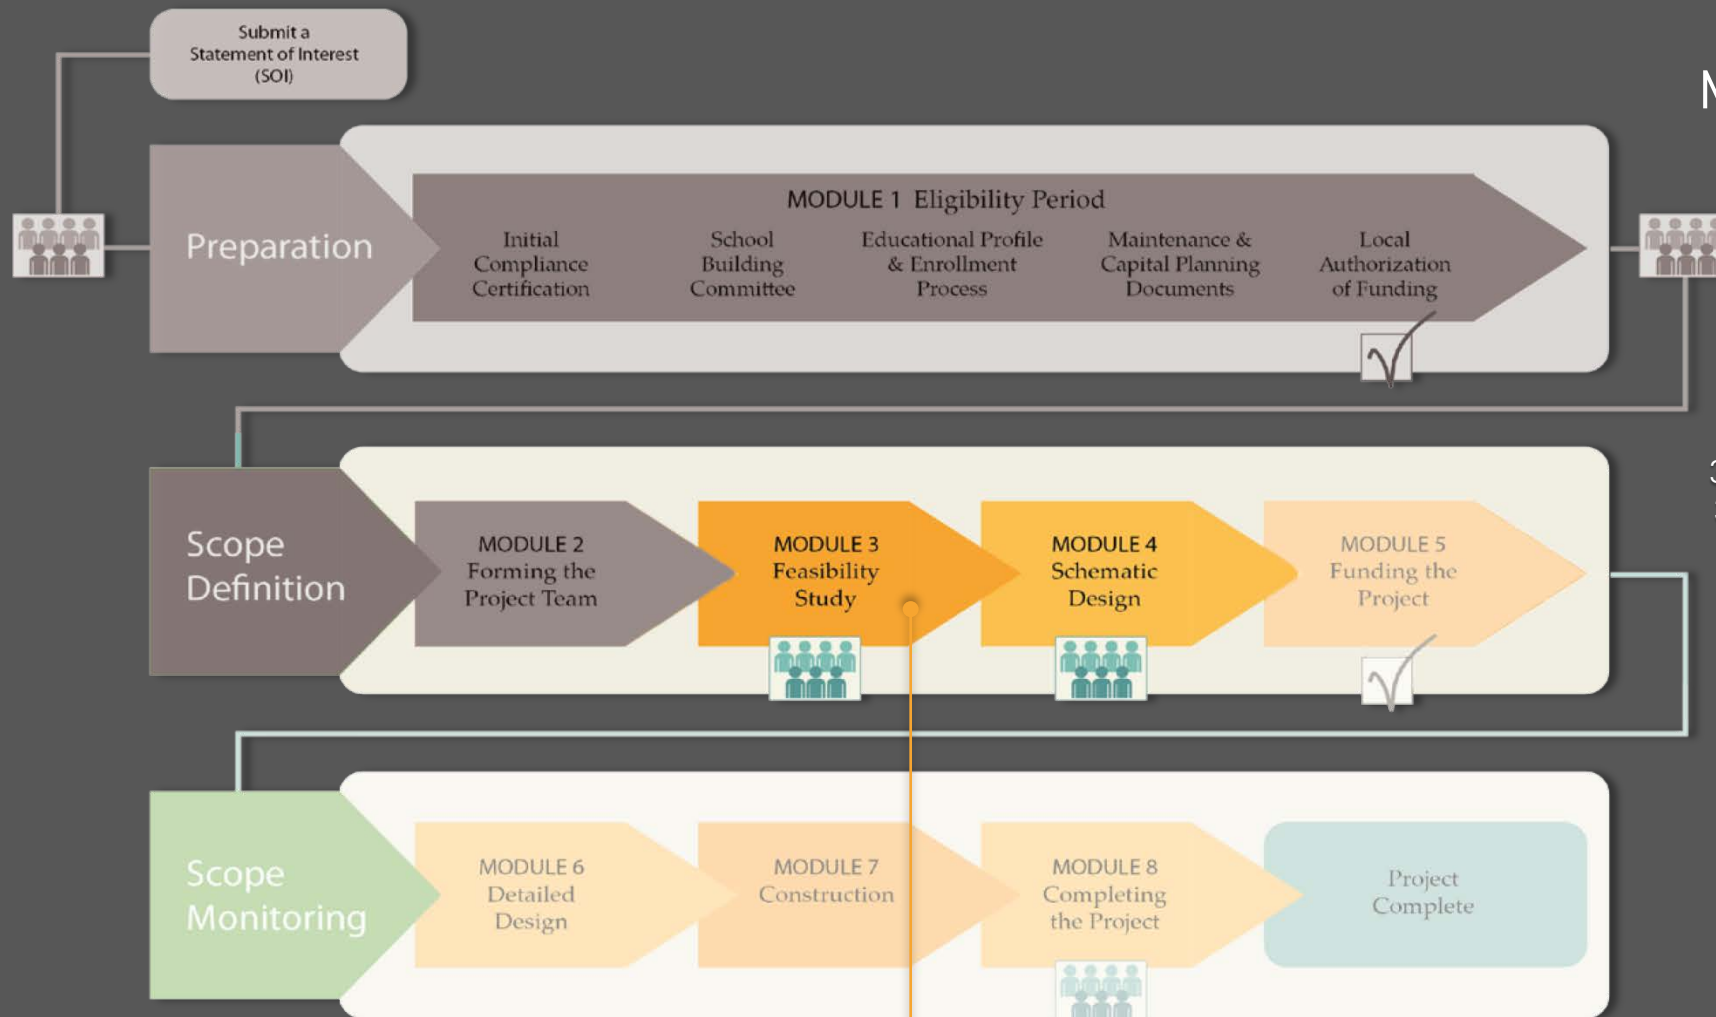 Submit a
Statement of Interest
(SOI)
M
Preparation
MODULE 1 Eligibility Period
Initial
Compliance
Certification
School
Building
Committee
Educational Profile
& Enrollment
Process
Maintenance &
Capital Planning
Documents
Local
Authorization
of Funding
3
Scope
Definition
MODULE 2
Forming the
Project Team
MODULE 3
Feasibility
Study
MODULE 4
Schematic
Design
MODULE 5
Funding the
Project
Scope
Monitoring
MODULE 6
Detailed
Design
MODULE 7
Construction
MODULE 8
Completing
the Project
Project
Complete